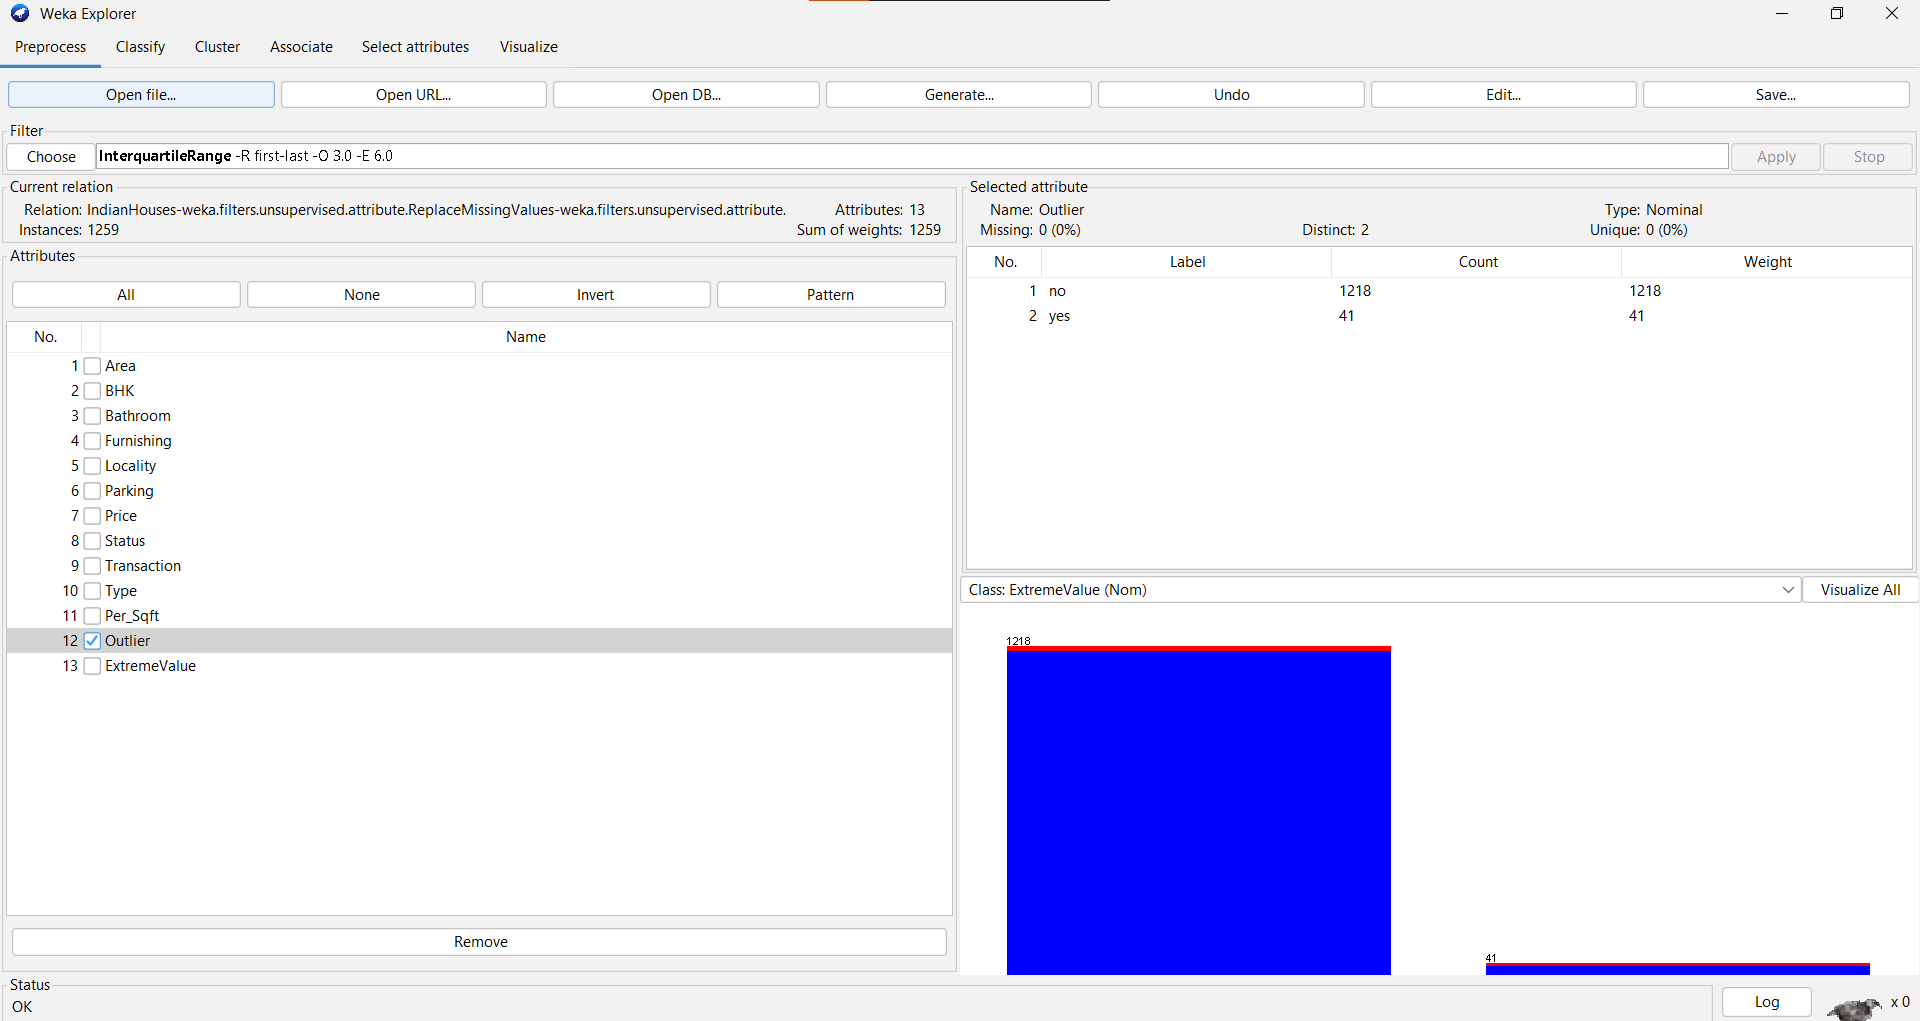 Weka Explorer
Preprocess Classify Cluster Associate Select attributes Visualize
Open file... Open URL... Open DB... Generate... Undo Edit... Save...
Filter
Choose InterquartileRange -R first-last -O 3.0 -E 6.0 Apply Stop
Current relation
Relation: IndianHouses-weka.filters.unsupervised.attribute.ReplaceMissingValues-weka.filters.unsupervised.attribute. Attributes: 13
Instances: 1259 Sum of weights: 1259
Attributes
All None Invert Pattern
No. Name
1 Area
2 BHK
3 Bathroom
4 Furnishing
5 Locality
6 Parking
7 Price
8 Status
9 Transaction
10 Type
11 Per_Sqft
12 Outlier
13 ExtremeValue
Remove
Selected attribute
Name: Outlier Type: Nominal
Missing: 0 (0%) Distinct: 2 Unique: 0 (0%)
No. Label Count Weight
1 no 1218 1218
2 yes 41 41
Class: ExtremeValue (Nom) Visualize All
1218
41
Status
OK
Log x 0